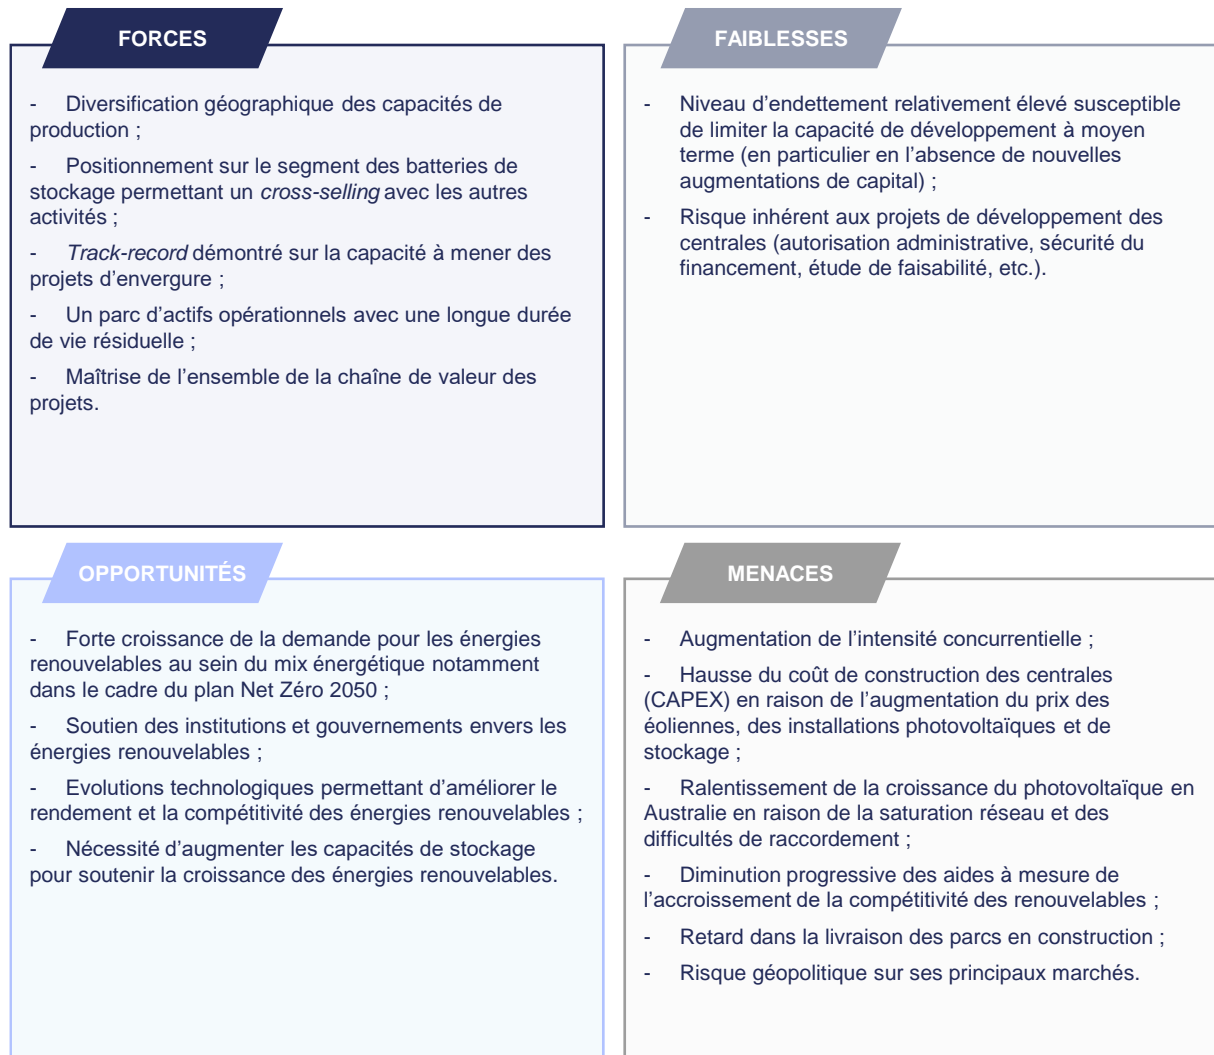 FORCES
- Diversification géographique des capacités de
production ;
- Positionnement sur le segment des batteries de
stockage permettant un cross-selling avec les autres
activités ;
- Track-record démontré sur la capacité à mener des
projets d’envergure ;
- Un parc d’actifs opérationnels avec une longue durée
de vie résiduelle ;
- Maîtrise de l’ensemble de la chaîne de valeur des
projets.
FAIBLESSES
- Niveau d’endettement relativement élevé susceptible
de limiter la capacité de développement à moyen
terme (en particulier en l’absence de nouvelles
augmentations de capital) ;
- Risque inhérent aux projets de développement des
centrales (autorisation administrative, sécurité du
financement, étude de faisabilité, etc.).
OPPORTUNITÉS
- Forte croissance de la demande pour les énergies
renouvelables au sein du mix énergétique notamment
dans le cadre du plan Net Zéro 2050 ;
- Soutien des institutions et gouvernements envers les
énergies renouvelables ;
- Evolutions technologiques permettant d’améliorer le
rendement et la compétitivité des énergies renouvelables ;
- Nécessité d’augmenter les capacités de stockage
pour soutenir la croissance des énergies renouvelables.
MENACES
- Augmentation de l’intensité concurrentielle ;
- Hausse du coût de construction des centrales
(CAPEX) en raison de l’augmentation du prix des
éoliennes, des installations photovoltaïques et de
stockage ;
- Ralentissement de la croissance du photovoltaïque en
Australie en raison de la saturation réseau et des
difficultés de raccordement ;
- Diminution progressive des aides à mesure de
l’accroissement de la compétitivité des renouvelables ;
- Retard dans la livraison des parcs en construction ;
- Risque géopolitique sur ses principaux marchés.